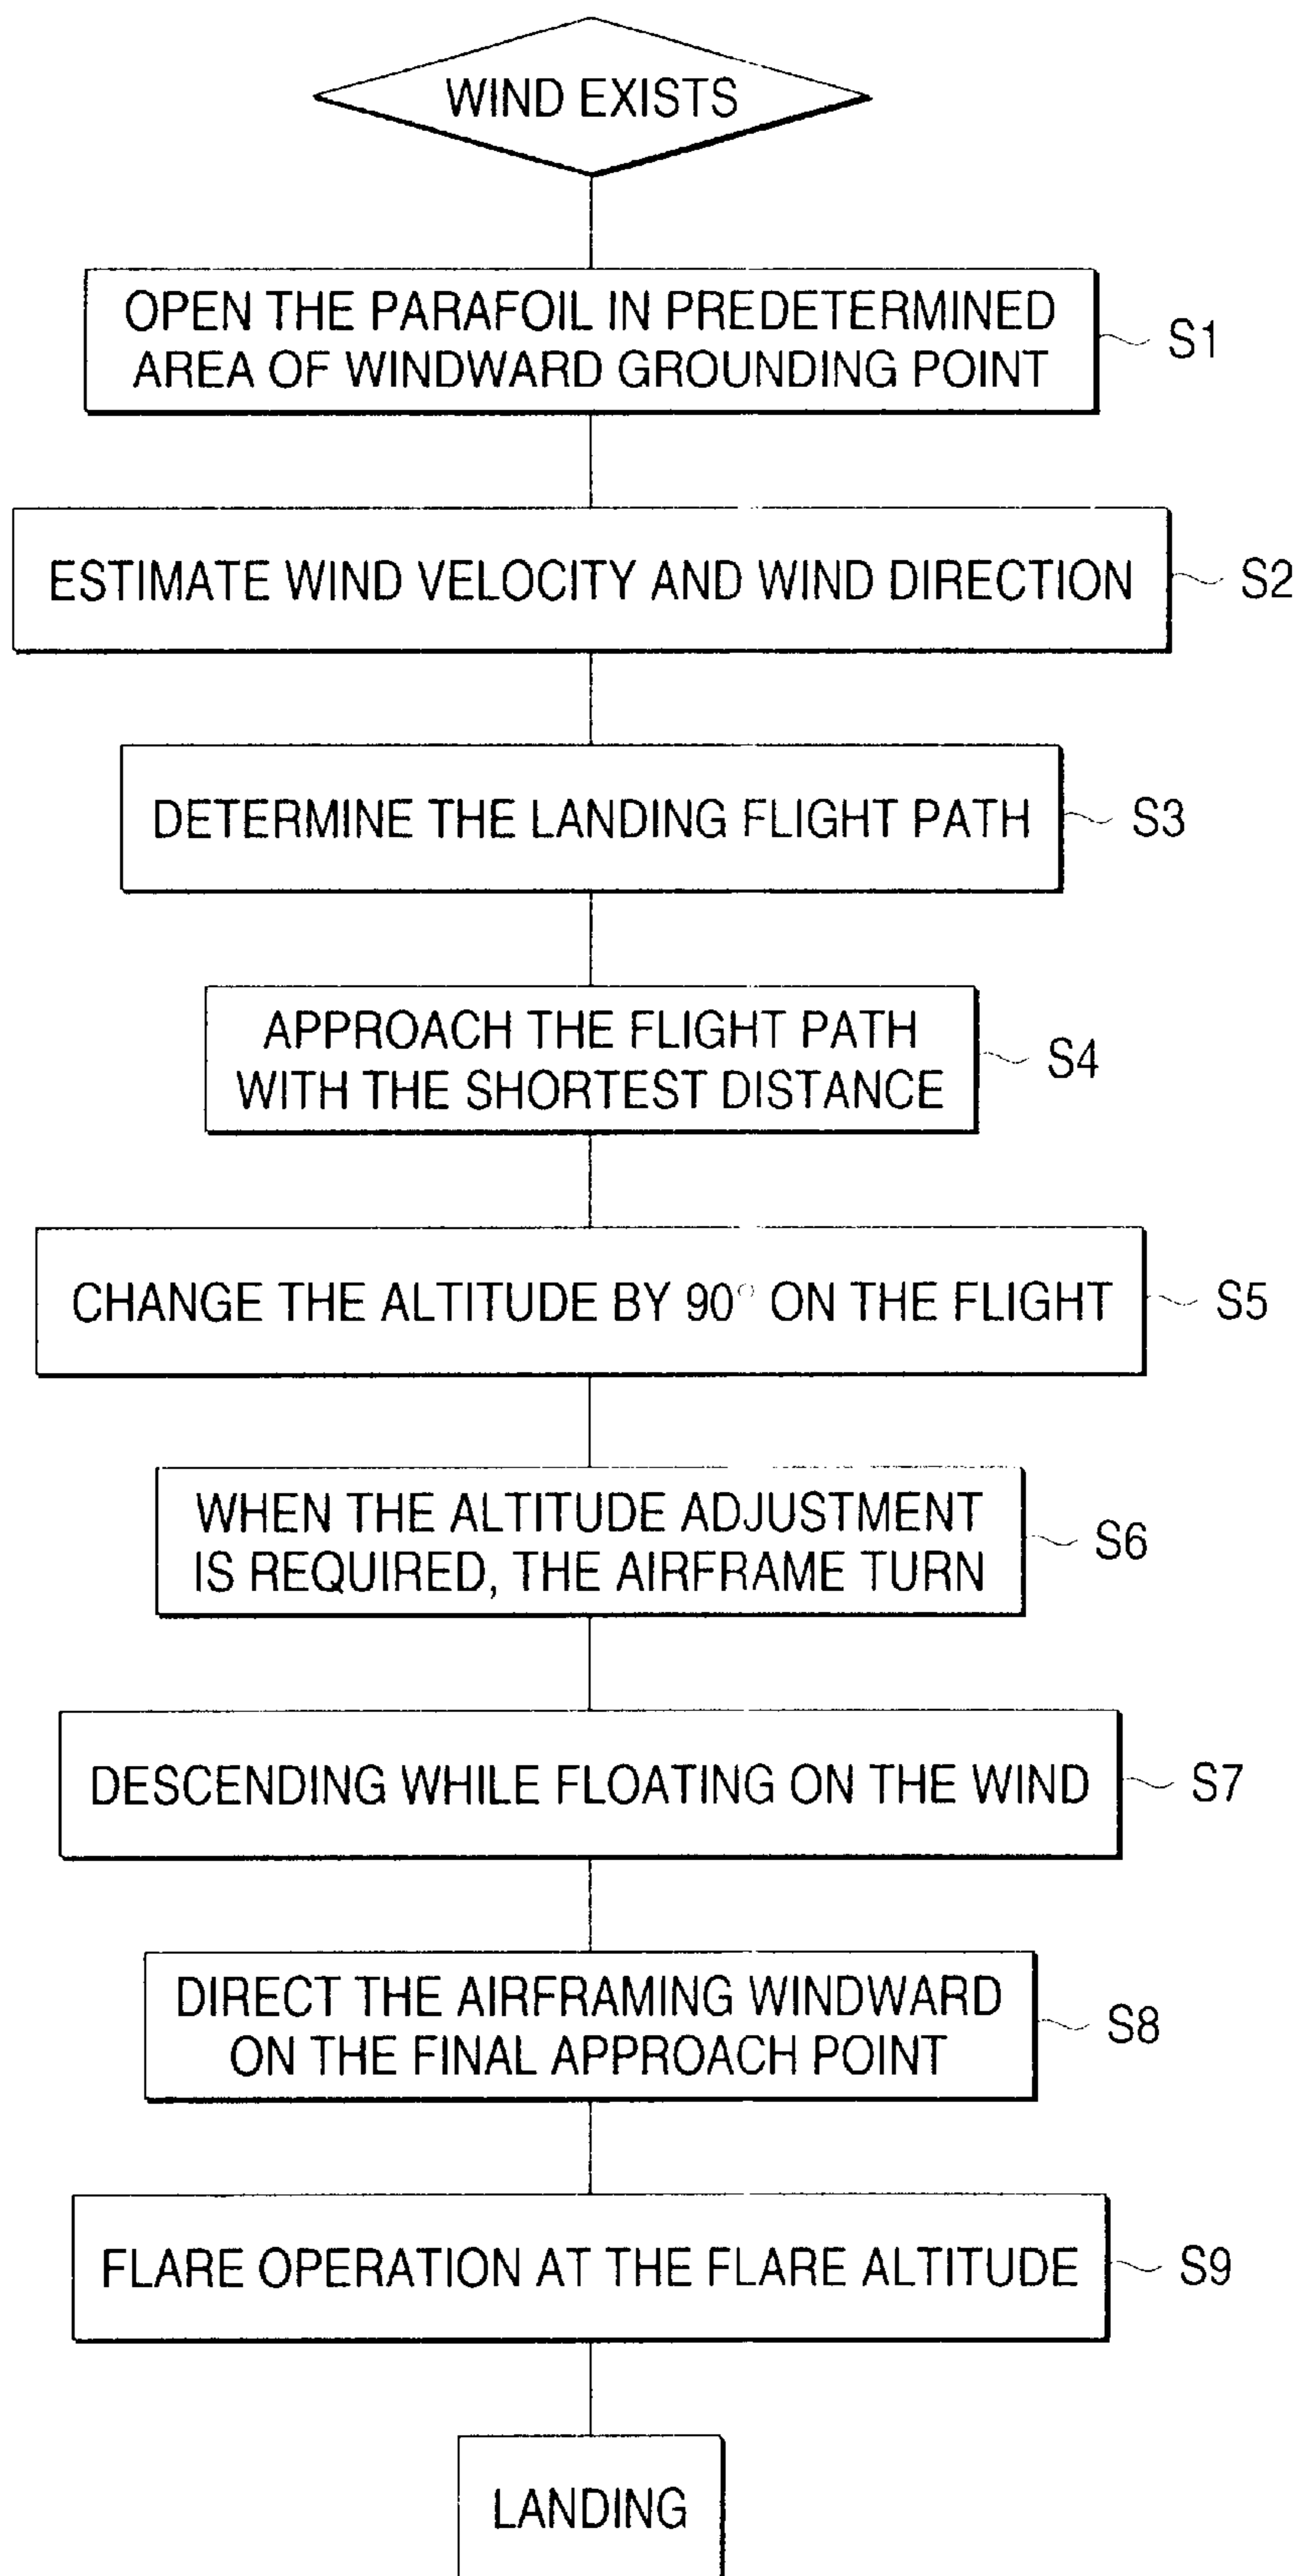 WIND EXISTS
OPEN THE PARAFOIL IN PREDETERMINED
AREA OF WINDWARD GROUNDING POINT
S1
ESTIMATE WIND VELOCITY AND WIND DIRECTION
S2
DETERMINE THE LANDING FLIGHT PATH
S3
APPROACH THE FLIGHT PATH
WITH THE SHORTEST DISTANCE
S4
CHANGE THE ALTITUDE BY 90° ON THE FLIGHT
S5
WHEN THE ALTITUDE ADJUSTMENT
IS REQUIRED, THE AIRFRAME TURN
S6
DESCENDING WHILE FLOATING ON THE WIND
S7
DIRECT THE AIRFRAMING WINDWARD
ON THE FINAL APPROACH POINT
S8
FLARE OPERATION AT THE FLARE ALTITUDE
S9
LANDING